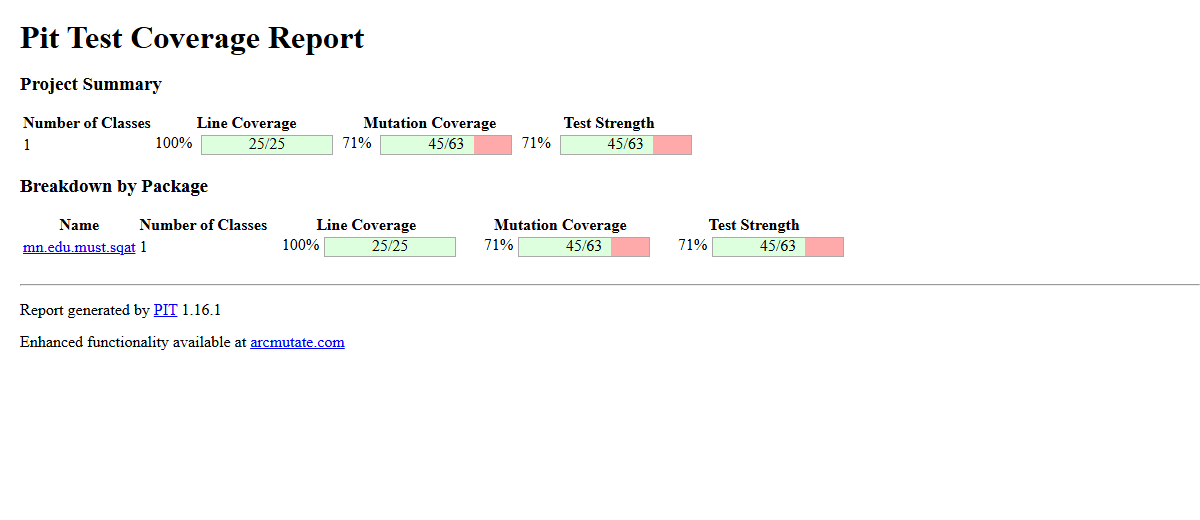 Pit Test Coverage Report
Project Summary
Number of Classes Line Coverage Mutation Coverage Test Strength
1 100% 25/25 71% 45/63 71% 45/63
Breakdown by Package
Name Number of Classes Line Coverage Mutation Coverage Test Strength
mn.edu.must.sqat 1 100% 25/25 71% 45/63 71% 45/63
Report generated by PIT 1.16.1
Enhanced functionality available at arcmutate.com